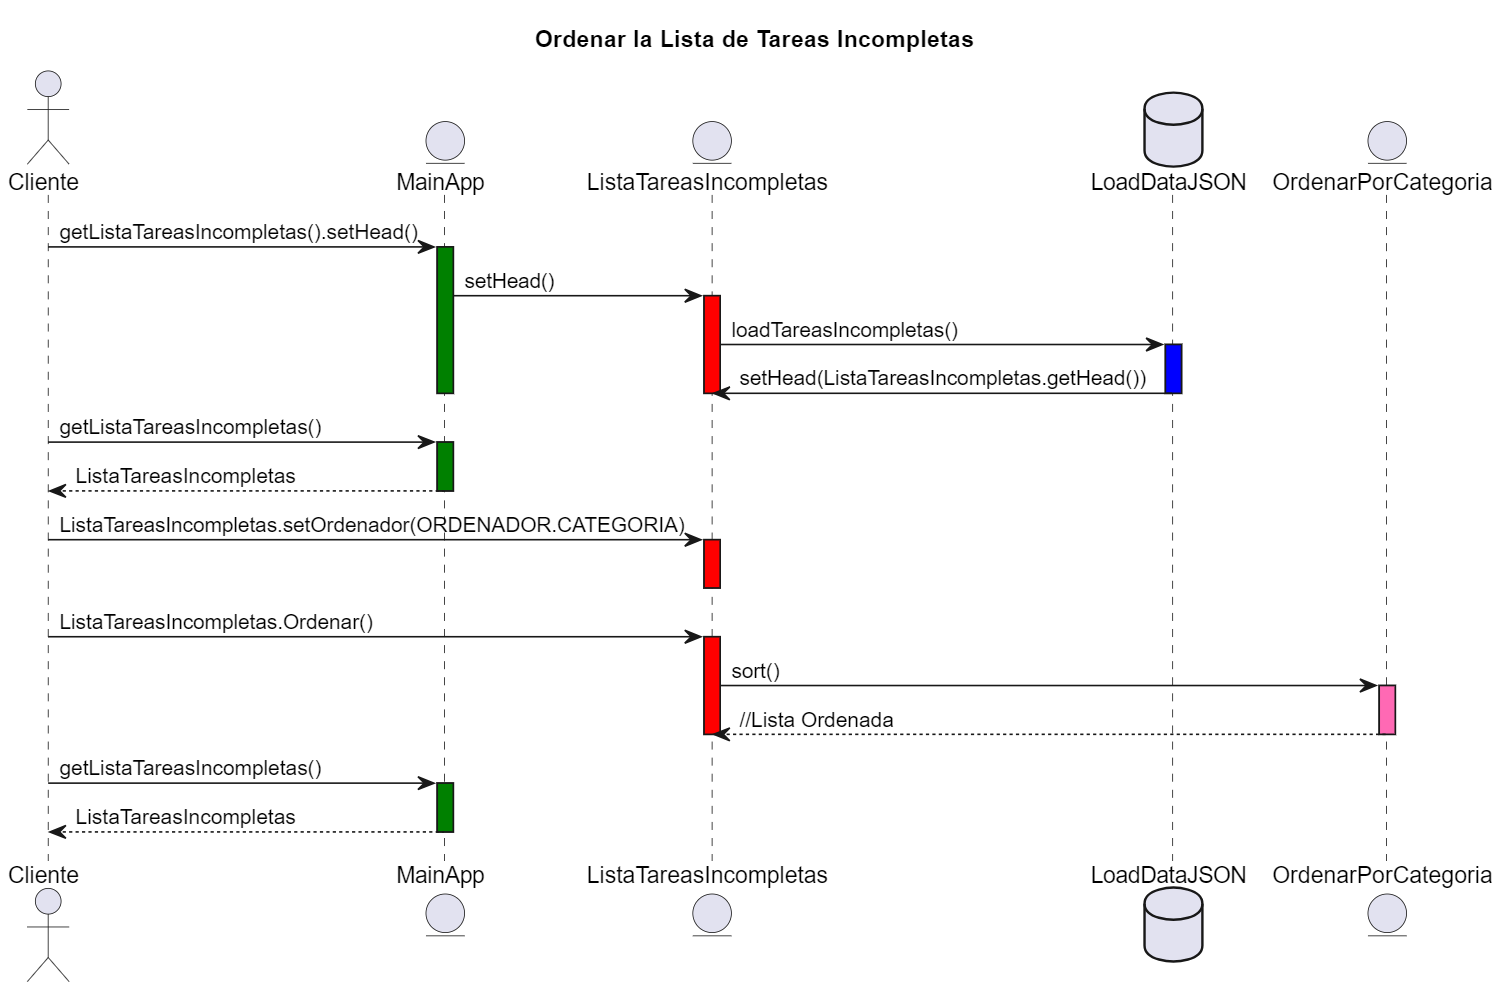 Ordenar la Lista de Tareas Incompletas
Cliente
MainApp
ListaTareasIncompletas
LoadDataJSON
OrdenarPorCategoria
getListaTareasIncompletas().setHead()
setHead()
loadTareasIncompletas()
setHead(ListaTareasIncompletas.getHead())
getListaTareasIncompletas()
ListaTareasIncompletas
ListaTareasIncompletas.setOrdenador(ORDENADOR.CATEGORIA)
ListaTareasIncompletas.Ordenar()
sort()
//Lista Ordenada
getListaTareasIncompletas()
ListaTareasIncompletas
Cliente
MainApp
ListaTareasIncompletas
LoadDataJSON
OrdenarPorCategoria